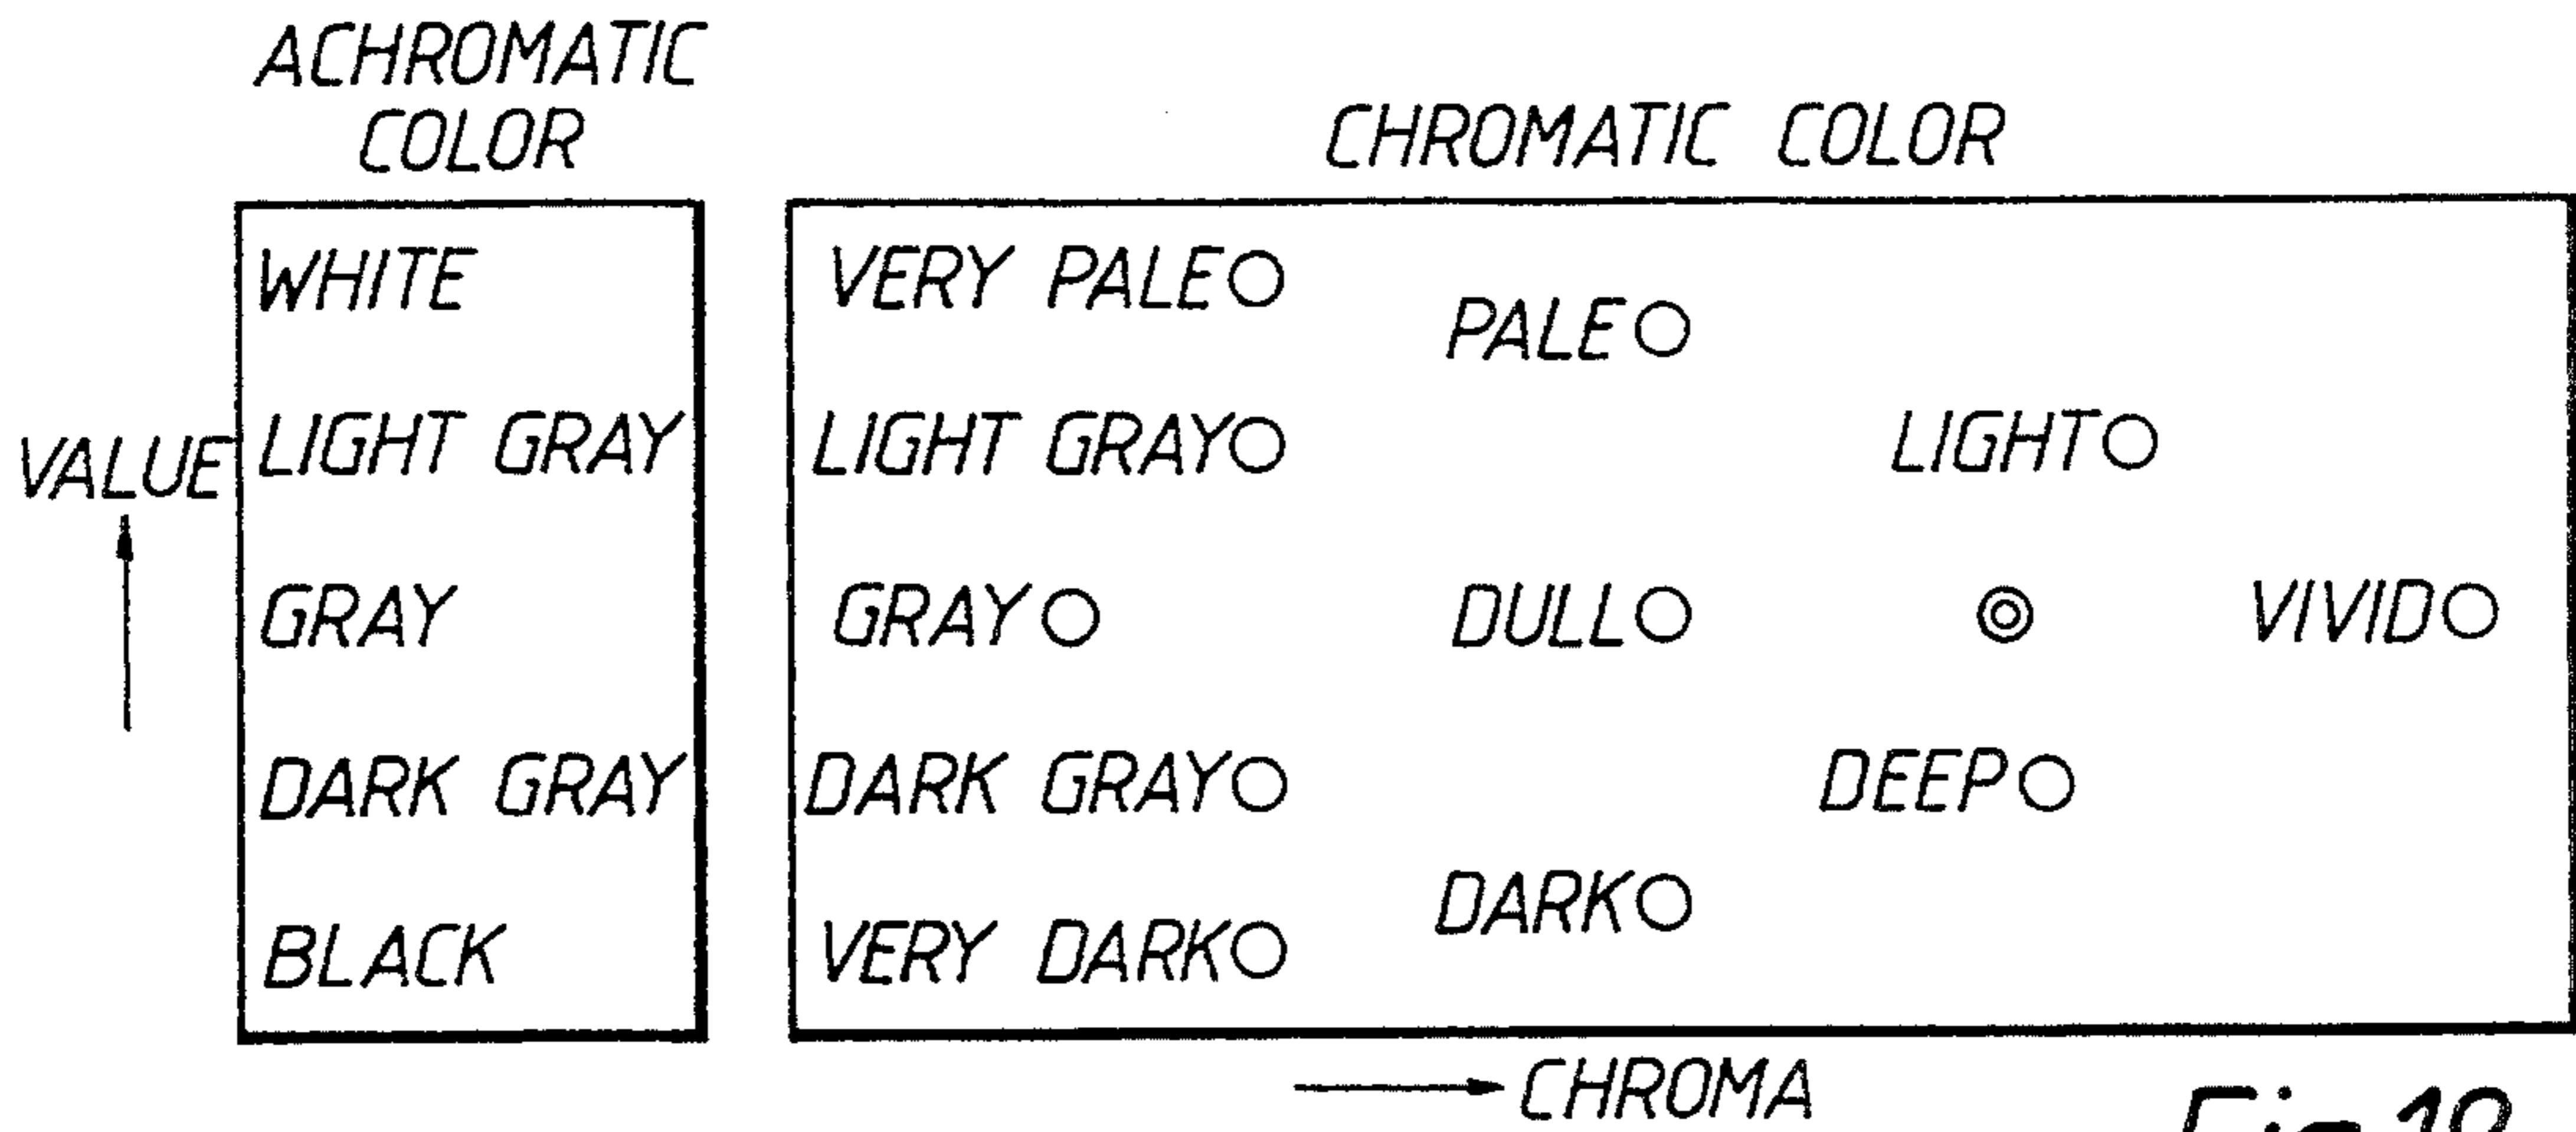 ACHROMATIC
COLOR
CHROMATIC COLOR
VALUE
WHITE
LIGHT GRAY
GRAY
DARK GRAY
BLACK
VERY PALE
PALE
LIGHT GRAY
LIGHT
GRAY
DULL
VIVID
DARK GRAY
DEEP
DARK
VERY DARK
CHROMA